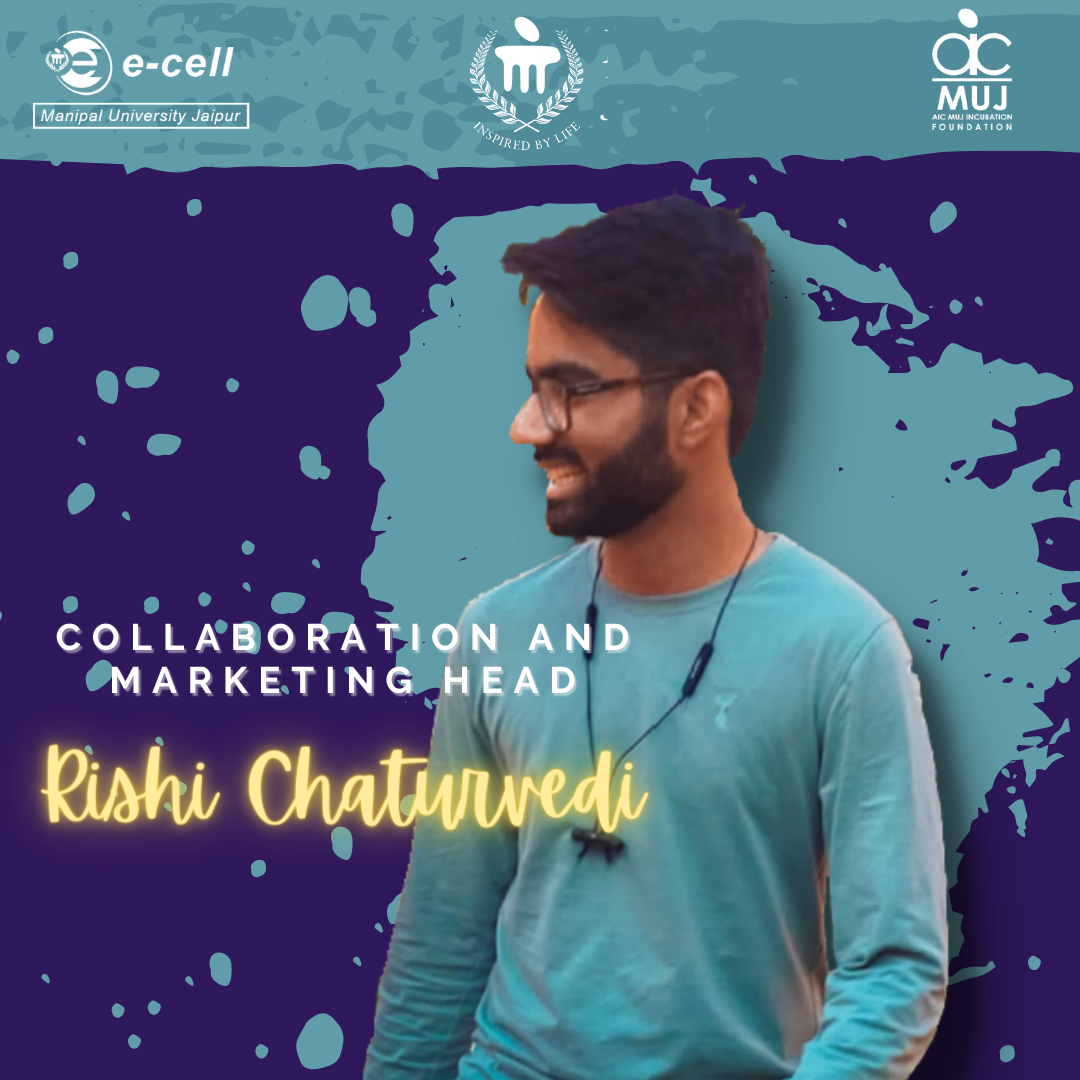 e-cell
Manipal University Jaipur
INSPIRED BY LIFE
aic
MUJ
AIC MUJ INCUBATION
FOUNDATION
COLLABORATION AND
MARKETING HEAD
Rishi Chaturvedi